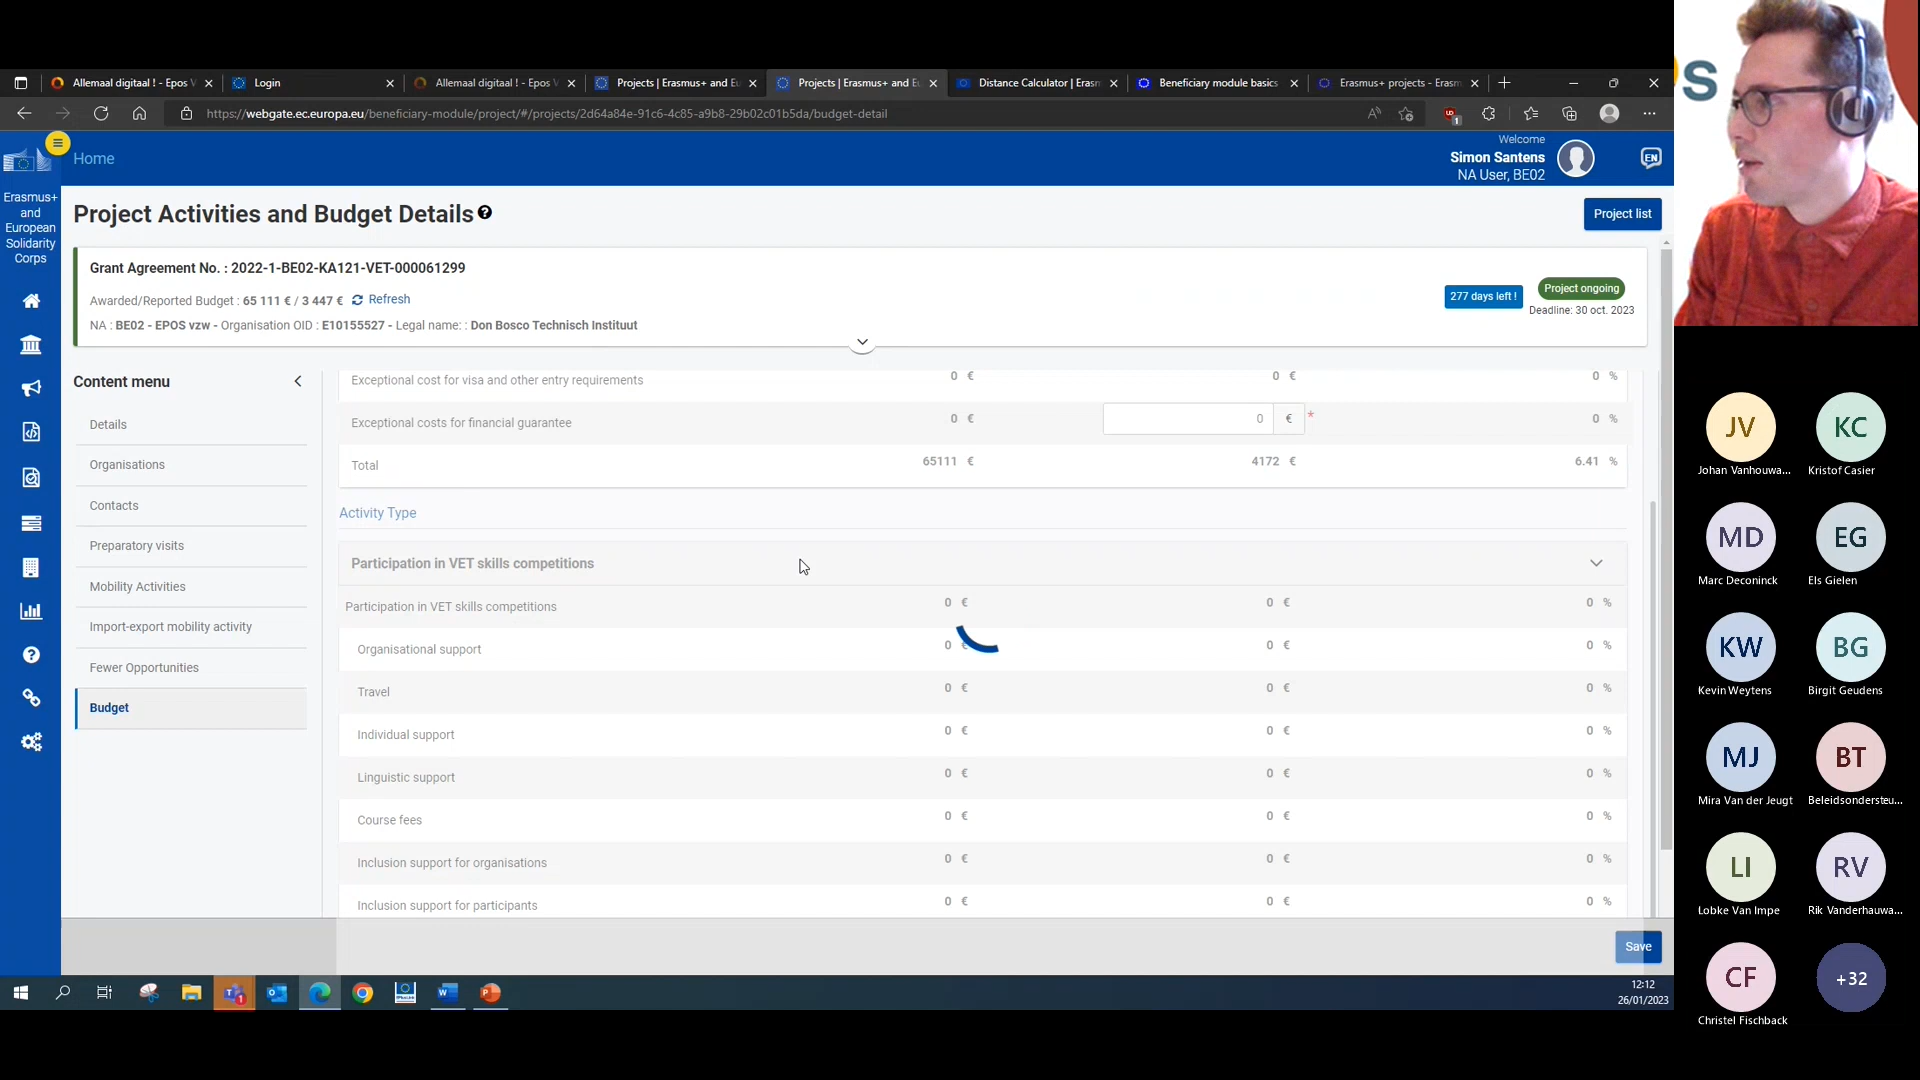 Allemaal digitaal ! - Epos V
Login
Allemaal digitaal ! - Epos V
Projects | Erasmus+ and Eu
Projects | Erasmus+ and Eu
Distance Calculator | Erasm
Beneficiary module basics
Erasmus+ projects - Erasm
https://webgate.ec.europa.eu/beneficiary-module/project/#/projects/2d64a84e-91c6-4c85-a9b8-29b02c01b5da/budget-detail
Home
Welcome
Simon Santens
NA User, BE02
EN
Erasmus+
and
European
Solidarity
Corps
Project Activities and Budget Details
Project list
Grant Agreement No. : 2022-1-BE02-KA121-VET-000061299
Awarded/Reported Budget : 65 111 € / 3 447 € Refresh
NA : BE02 - EPOS vzw - Organisation OID : E10155527 - Legal name: : Don Bosco Technisch Instituut
277 days left !
Project ongoing
Deadline: 30 oct. 2023
Content menu
Details
Organisations
Contacts
Preparatory visits
Mobility Activities
Import-export mobility activity
Fewer Opportunities
Budget
Exceptional cost for visa and other entry requirements 0 € 0 € 0 %
Exceptional costs for financial guarantee 0 € 0 € * 0 %
Total 65111 € 4172 € 6.41 %
Activity Type
Participation in VET skills competitions
Participation in VET skills competitions 0 € 0 € 0 %
Organisational support 0 € 0 € 0 %
Travel 0 € 0 € 0 %
Individual support 0 € 0 € 0 %
Linguistic support 0 € 0 € 0 %
Course fees 0 € 0 € 0 %
Inclusion support for organisations 0 € 0 € 0 %
Inclusion support for participants 0 € 0 € 0 %
Save
12:12
26/01/2023
os
JV
Johan Vanhouwa...
KC
Kristof Casier
MD
Marc Deconinck
EG
Els Gielen
KW
Kevin Weytens
BG
Birgit Geudens
MJ
Mira Van der Jeugt
BT
Beleidsondersteu...
LI
Lobke Van Impe
RV
Rik Vanderhauwa...
CF
Christel Fischback
+32